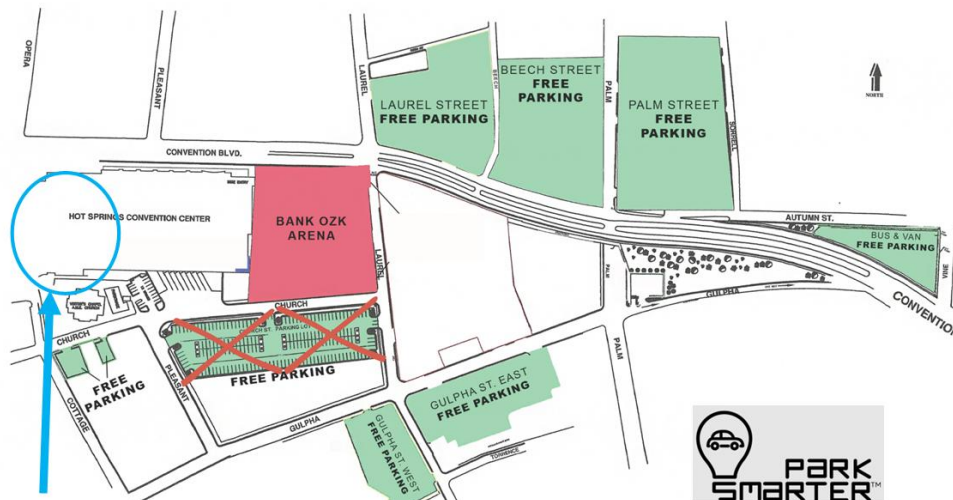 OPERA
PLEASANT
LAUREL
BEECH
PALM
SORRELL
NORTH
LAUREL STREET
FREE PARKING
BEECH STREET
FREE
PARKING
PALM STREET
FREE
PARKING
CONVENTION BLVD.
HOT SPRINGS CONVENTION CENTER
BANK OZK
ARENA
AUTUMN ST.
BUS & VAN
FREE PARKING
VINE
LAUREL
PALM
GULPHA
CONVENTION
CHURCH
CHURCH
FREE PARKING
FREE
PARKING
PLEASANT
COTTAGE
GULPHA
PALM
GULPHA ST. EAST
FREE PARKING
GULPHA ST. WEST
FREE PARKING
TORRENCE
PARK
SMARTER™